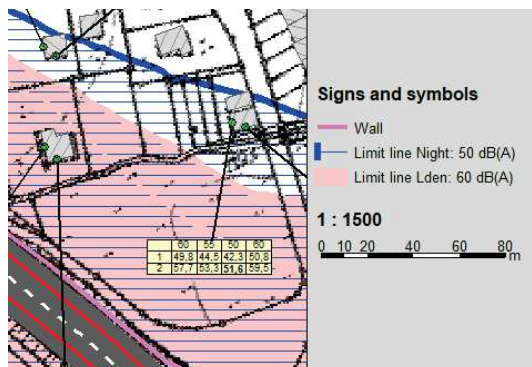 60 55 50 60
1 49,8 44,5 42,3 50,8
2 57,7 53,3 51,6 59,5
Signs and symbols
Wall
Limit line Night: 50 dB(A)
Limit line Lden: 60 dB(A)
1 : 1500
0 10 20 40 60 80
m